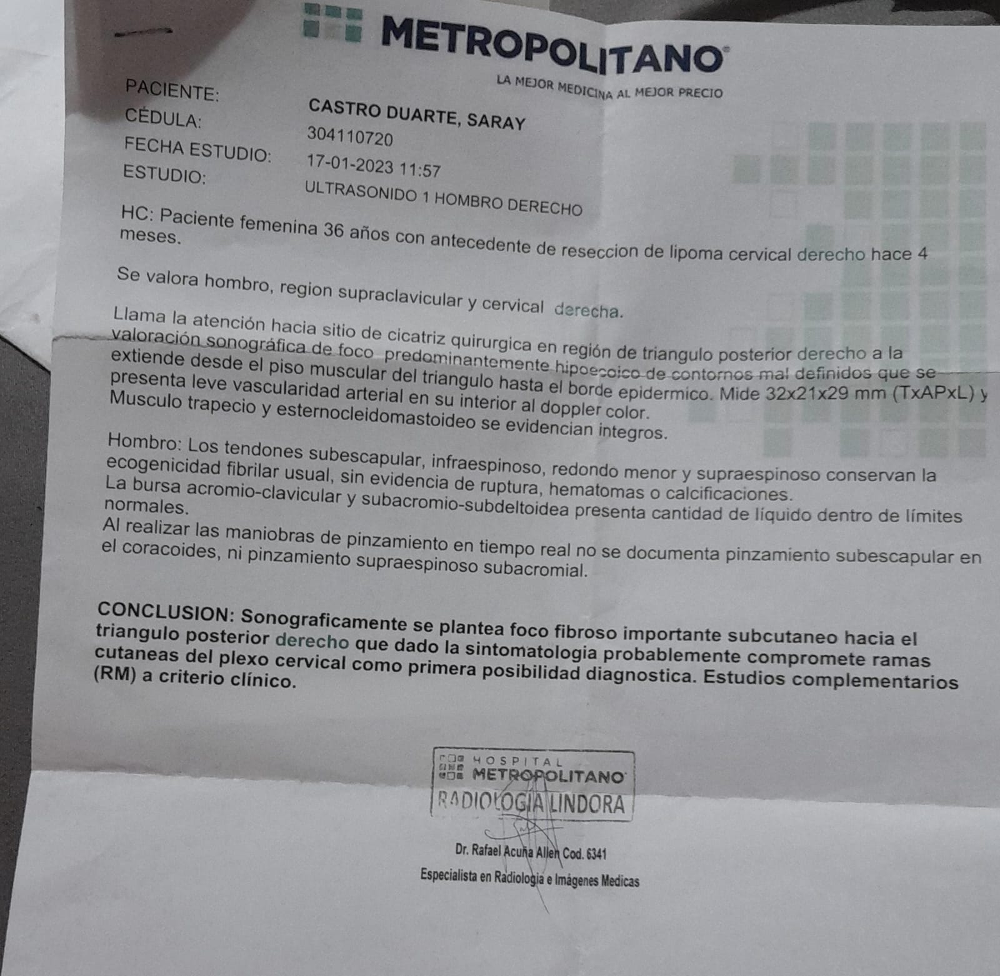 METROPOLITANO®
LA MEJOR MEDICINA AL MEJOR PRECIO
PACIENTE: CASTRO DUARTE, SARAY
CÉDULA: 304110720
FECHA ESTUDIO: 17-01-2023 11:57
ESTUDIO: ULTRASONIDO 1 HOMBRO DERECHO
HC: Paciente femenina 36 años con antecedente de reseccion de lipoma cervical derecho hace 4
meses.
Se valora hombro, region supraclavicular y cervical derecha.
Llama la atención hacia sitio de cicatriz quirurgica en región de triangulo posterior derecho a la
valoración sonográfica de foco predominantemente hipoecoico de contornos mal definidos que se
extiende desde el piso muscular del triangulo hasta el borde epidermico. Mide 32x21x29 mm (TxAPxL) y
presenta leve vascularidad arterial en su interior al doppler color.
Musculo trapecio y esternocleidomastoideo se evidencian integros.
Hombro: Los tendones subescapular, infraespinoso, redondo menor y supraespinoso conservan la
ecogenicidad fibrilar usual, sin evidencia de ruptura, hematomas o calcificaciones.
La bursa acromio-clavicular y subacromio-subdeltoidea presenta cantidad de líquido dentro de límites
normales.
Al realizar las maniobras de pinzamiento en tiempo real no se documenta pinzamiento subescapular en
el coracoides, ni pinzamiento supraespinoso subacromial.
CONCLUSION: Sonograficamente se plantea foco fibroso importante subcutaneo hacia el
triangulo posterior derecho que dado la sintomatologia probablemente compromete ramas
cutaneas del plexo cervical como primera posibilidad diagnostica. Estudios complementarios
(RM) a criterio clínico.
HOSPITAL
METROPOLITANO
RADIOLOGIA LINDORA
Dr. Rafael Acuña Allen Cod. 6341
Especialista en Radiologia e Imágenes Medicas